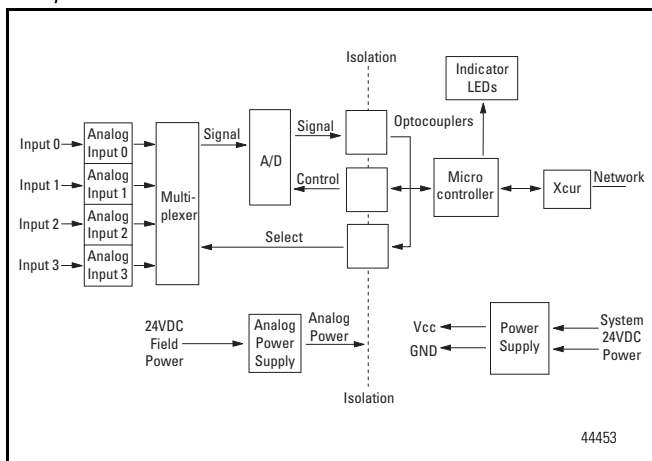 Isolation
Indicator
LEDs
Optocouplers
Input 0
Analog
Input 0
Input 1
Analog
Input 1
Input 2
Analog
Input 2
Input 3
Analog
Input 3
Multi-
plexer
Signal
A/D
Signal
Control
Select
Micro
controller
Xcur
Network
24VDC
Field
Power
Analog
Power
Supply
Analog
Power
Isolation
Vcc
GND
Power
Supply
System
24VDC
Power
44453